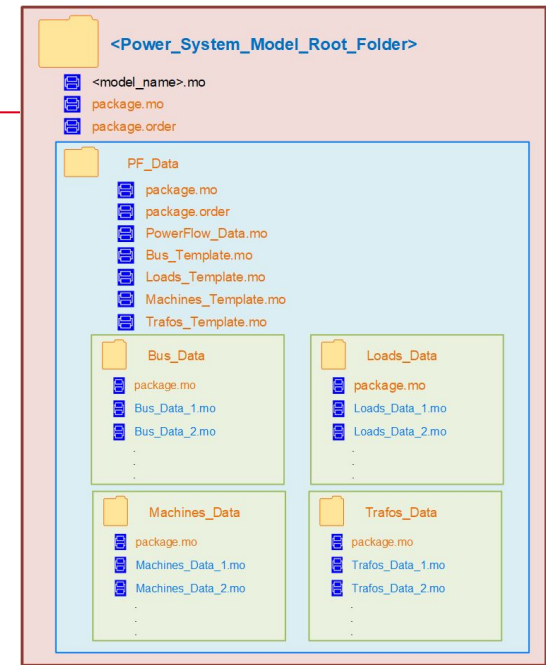 <Power_System_Model_Root_Folder>
<model_name>.mo
package.mo
package.order
PF_Data
package.mo
package.order
PowerFlow_Data.mo
Bus_Template.mo
Loads_Template.mo
Machines_Template.mo
Trafos_Template.mo
Bus_Data
package.mo
Bus_Data_1.mo
Bus_Data_2.mo
.
.
.
Loads_Data
package.mo
Loads_Data_1.mo
Loads_Data_2.mo
.
.
.
Machines_Data
package.mo
Machines_Data_1.mo
Machines_Data_2.mo
.
.
.
Trafos_Data
package.mo
Trafos_Data_1.mo
Trafos_Data_2.mo
.
.
.